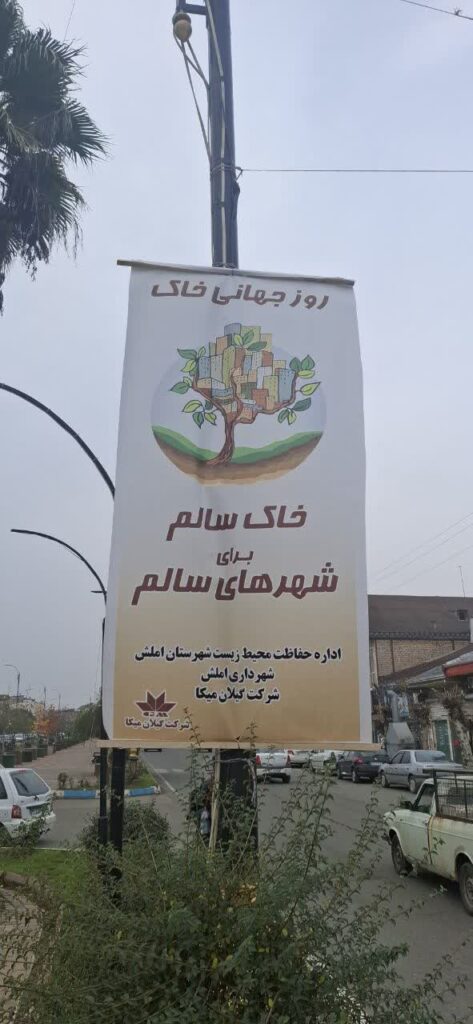 روز جهانی خاک
خاک سالم
برای
شهرهای سالم
اداره حفاظت محیط زیست شهرستان املش
شهرداری املش
شرکت گیلان میکا
شرکت گیلان میکا